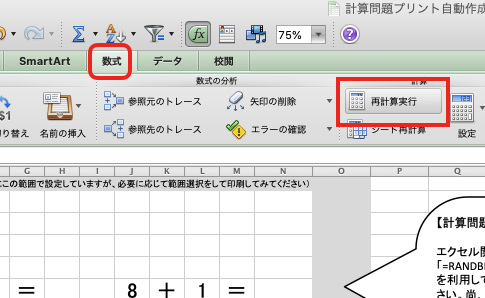 計算問題プリント自動作成
fx
75%
?
SmartArt
数式
データ
校閲
数式の分析
計算
$1
り替え
名前の挿入
参照元のトレース
矢印の削除
再計算実行
参照先のトレース
エラーの確認
シート再計算
設定
G H I J K L M N O P Q
この範囲で設定していますが、必要に応じて範囲選択をして印刷してみてください）
【計算問題
エクセル関
「=RANDBE
を利用して
さい。尚、
= 8 + 1 =